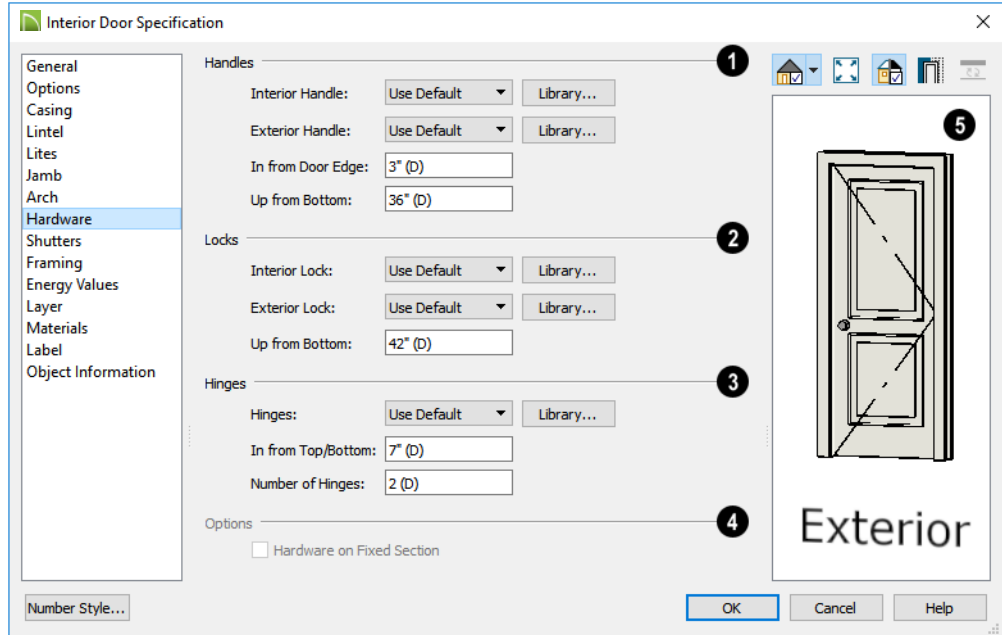 Interior Door Specification
General
Options
Casing
Lintel
Lites
Jamb
Arch
Hardware
Shutters
Framing
Energy Values
Layer
Materials
Label
Object Information
Handles 1
Interior Handle: Use Default Library...
Exterior Handle: Use Default Library...
In from Door Edge: 3" (D)
Up from Bottom: 36" (D)
Locks 2
Interior Lock: Use Default Library...
Exterior Lock: Use Default Library...
Up from Bottom: 42" (D)
Hinges 3
Hinges: Use Default Library...
In from Top/Bottom: 7" (D)
Number of Hinges: 2 (D)
Options 4
Hardware on Fixed Section
5
Exterior
Number Style... OK Cancel Help